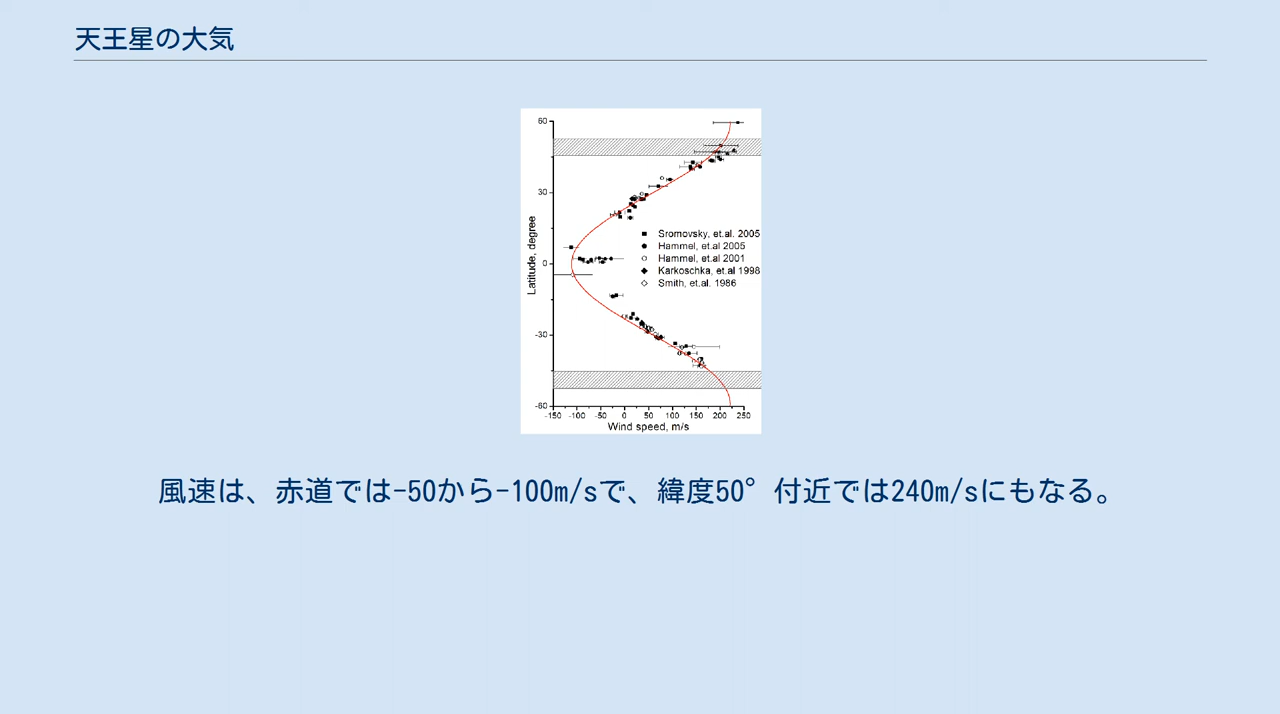 天王星の大気
60
30
0
-30
-60
Latitude, degree
Sromovsky, et.al. 2005
Hammel, et.al 2005
Hammel, et.al 2001
Karkoschka, et.al 1998
Smith, et.al. 1986
-150 -100 -50 0 50 100 150 200 250
Wind speed, m/s
風速は、赤道では-50から-100m/sで、緯度50°付近では240m/sにもなる。